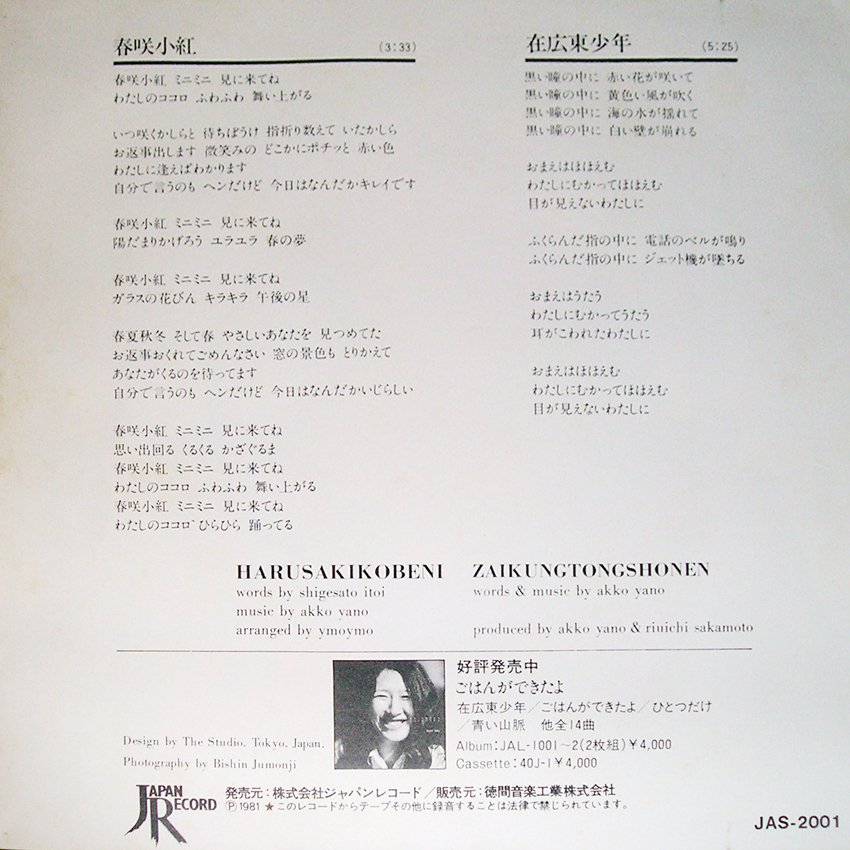 春咲小紅 (3:33)
春咲小紅 ミニミニ 見に来てね
わたしのココロ ふわふわ 舞い上がる
いつ咲くかしらと 待ちぼうけ 指折り数えて いたかしら
お返事出します 微笑みの どこかにポチッと 赤い色
わたしに逢えばわかります
自分で言うのも ヘンだけど 今日はなんだかキレイです
春咲小紅 ミニミニ 見に来てね
陽だまりかげろう ユラユラ 春の夢
春咲小紅 ミニミニ 見に来てね
ガラスの花びん キラキラ 午後の星
春夏秋冬 そして春 やさしいあなたを 見つめてた
お返事おくれてごめんなさい 窓の景色も とりかえて
あなたがくるのを待ってます
自分で言うのも ヘンだけど 今日はなんだかいじらしい
春咲小紅 ミニミニ 見に来てね
思い出回る くるくる かざぐるま
春咲小紅 ミニミニ 見に来てね
わたしのココロ ふわふわ 舞い上がる
春咲小紅 ミニミニ 見に来てね
わたしのココロ ひらひら 踊ってる
在広東少年 (5:25)
黒い瞳の中に 赤い花が咲いて
黒い瞳の中に 黄色い風が吹く
黒い瞳の中に 海の水が揺れて
黒い瞳の中に 白い壁が崩れる
おまえはほほえむ
わたしにむかってほほえむ
目が見えないわたしに
ふくらんだ指の中に 電話のベルが鳴り
ふくらんだ指の中に ジェット機が墜ちる
おまえはうたう
わたしにむかってうたう
耳がこわれたわたしに
おまえはほほえむ
わたしにむかってほほえむ
目が見えないわたしに
HARUSAKIKOBENI
words by shigesato itoi
music by akko yano
arranged by ymoymo
ZAIKUNGTONGSHONEN
words & music by akko yano
produced by akko yano & riuichi sakamoto
好評発売中
ごはんができたよ
在広東少年／ごはんができたよ／ひとつだけ
／青い山脈 他全14曲
Album:JAL-1001〜2(2枚組)￥4,000
Cassette:40J-1￥4,000
Design by The Studio, Tokyo, Japan.
Photography by Bishin Jumonji
JAPAN RECORD
発売元：株式会社ジャパンレコード／販売元：徳間音楽工業株式会社
Ⓟ1981 ★このレコードからテープその他に録音することは法律で禁じられています。
JAS-2001